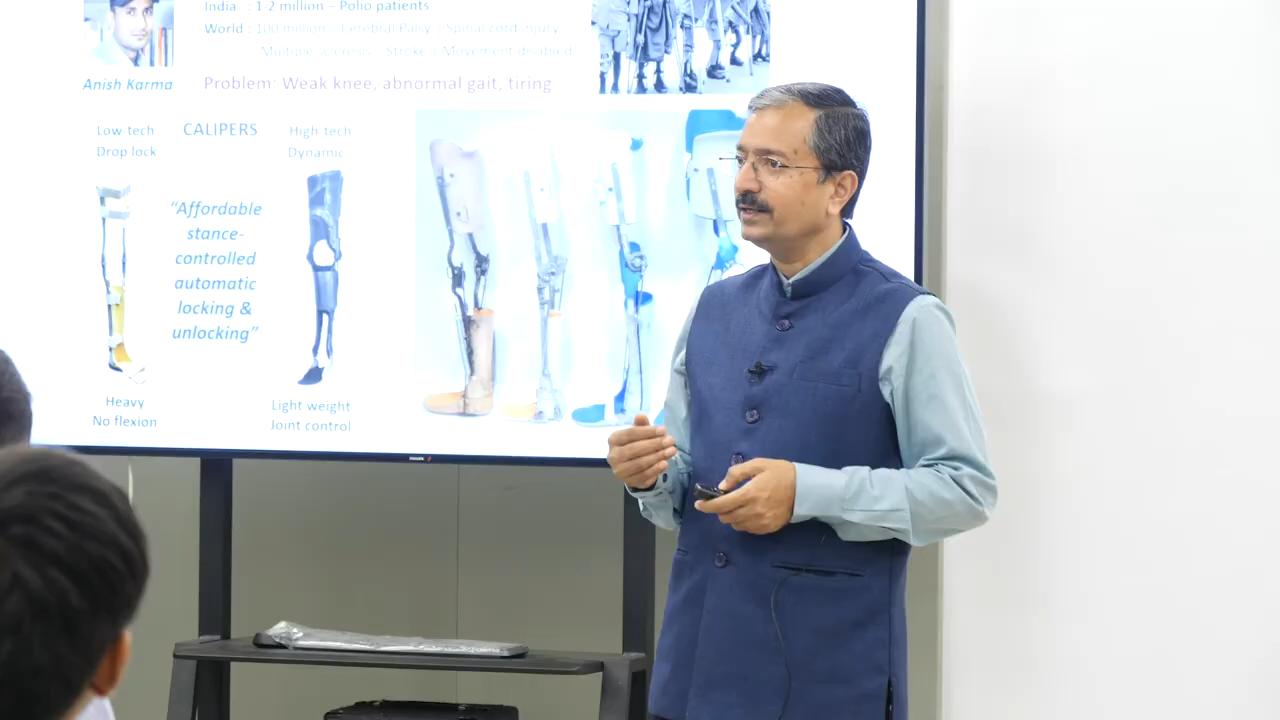 India : 1.2 million – Polio patients
World : 100 million – Cerebral Palsy | Spinal cord injury
Multiple sclerosis | Stroke | Movement disabled
Anish Karma
Problem: Weak knee, abnormal gait, tiring
CALIPERS
Low tech
Drop lock
High tech
Dynamic
“Affordable
stance-
controlled
automatic
locking &
unlocking”
Heavy
No flexion
Light weight
Joint control